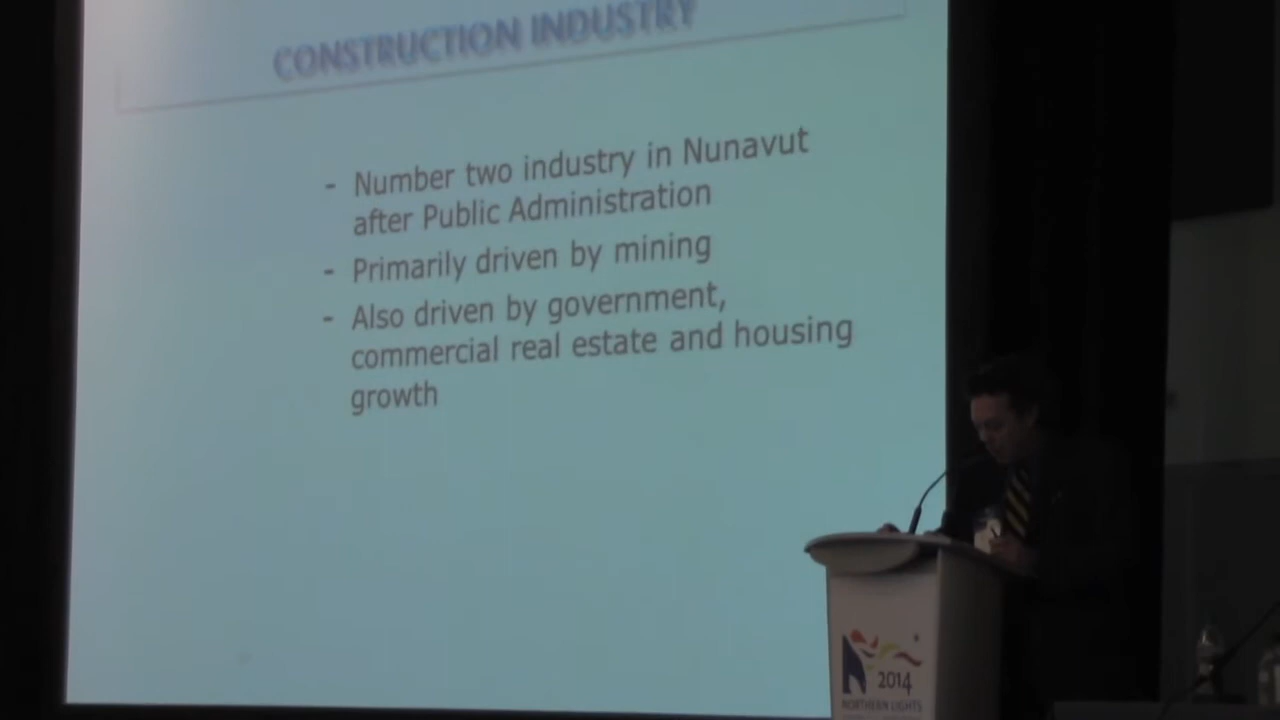 CONSTRUCTION INDUSTRY
- Number two industry in Nunavut
after Public Administration
- Primarily driven by mining
- Also driven by government,
commercial real estate and housing
growth
2014
NORTHERN LIGHTS